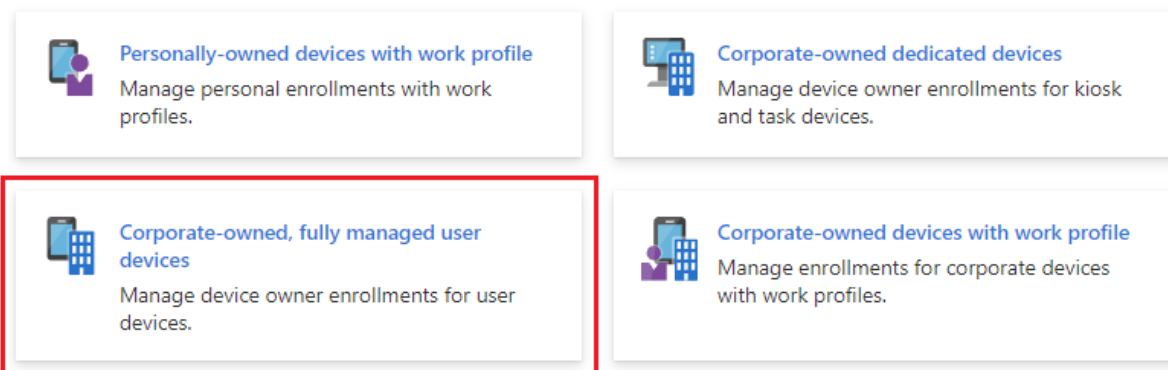 Personally-owned devices with work profile
Manage personal enrollments with work
profiles.
Corporate-owned dedicated devices
Manage device owner enrollments for kiosk
and task devices.
Corporate-owned, fully managed user
devices
Manage device owner enrollments for user
devices.
Corporate-owned devices with work profile
Manage enrollments for corporate devices
with work profiles.